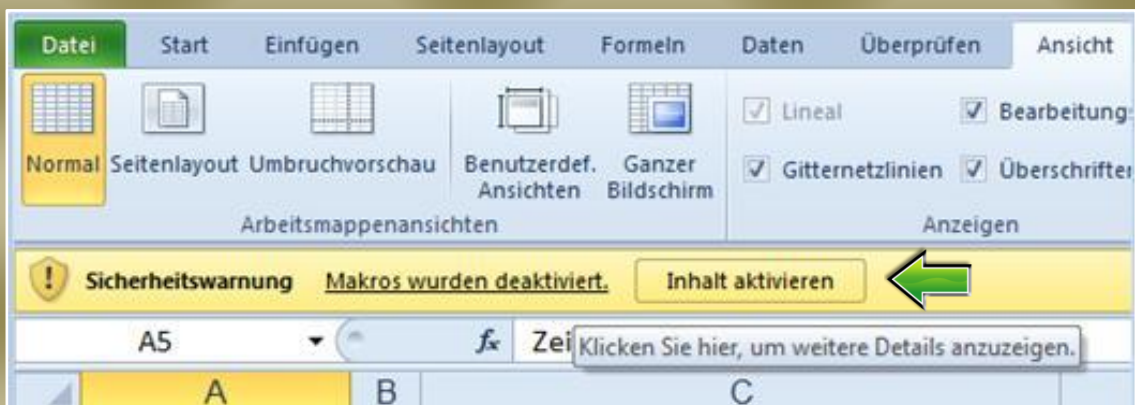 Datei Start Einfügen Seitenlayout Formeln Daten Überprüfen Ansicht
Lineal Bearbeitung
Normal Seitenlayout Umbruchvorschau Benutzerdef. Ansichten Ganzer Bildschirm
Gitternetzlinien Überschriften
Arbeitsmappenansichten Anzeigen
! Sicherheitswarnung Makros wurden deaktiviert. Inhalt aktivieren
A5 fx Zei
Klicken Sie hier, um weitere Details anzuzeigen.
A B C